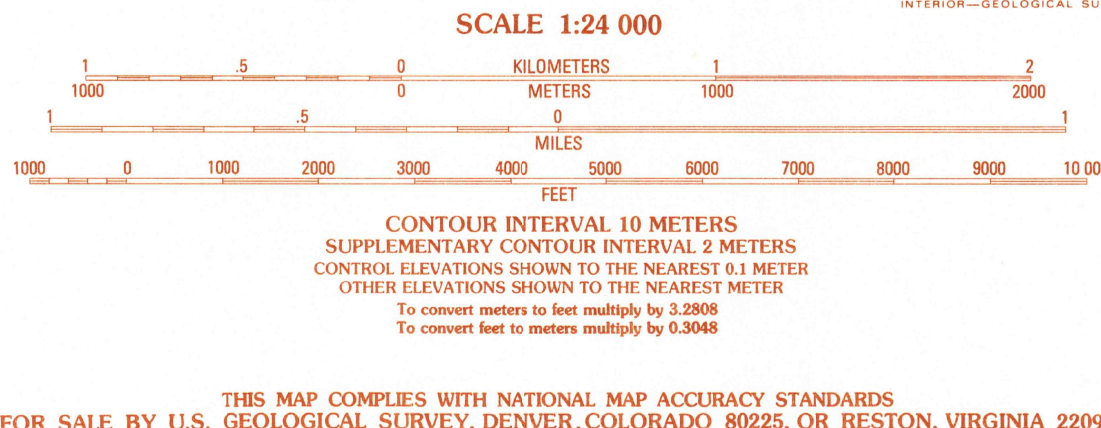 INTERIOR—GEOLOGICAL SU
SCALE 1:24 000
1 .5 0 KILOMETERS 1 2
1000 0 METERS 1000 2000
1 .5 0 1
MILES
1000 0 1000 2000 3000 4000 5000 6000 7000 8000 9000 10 00
FEET
CONTOUR INTERVAL 10 METERS
SUPPLEMENTARY CONTOUR INTERVAL 2 METERS
CONTROL ELEVATIONS SHOWN TO THE NEAREST 0.1 METER
OTHER ELEVATIONS SHOWN TO THE NEAREST METER
To convert meters to feet multiply by 3.2808
To convert feet to meters multiply by 0.3048
THIS MAP COMPLIES WITH NATIONAL MAP ACCURACY STANDARDS
FOR SALE BY U.S. GEOLOGICAL SURVEY, DENVER, COLORADO 80225, OR RESTON, VIRGINIA 2209